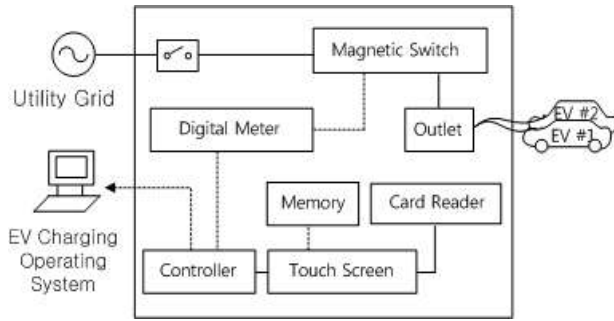 Magnetic Switch
Utility Grid
Digital Meter
Outlet
EV #2
EV #1
Memory
Card Reader
EV Charging
Operating
System
Controller
Touch Screen